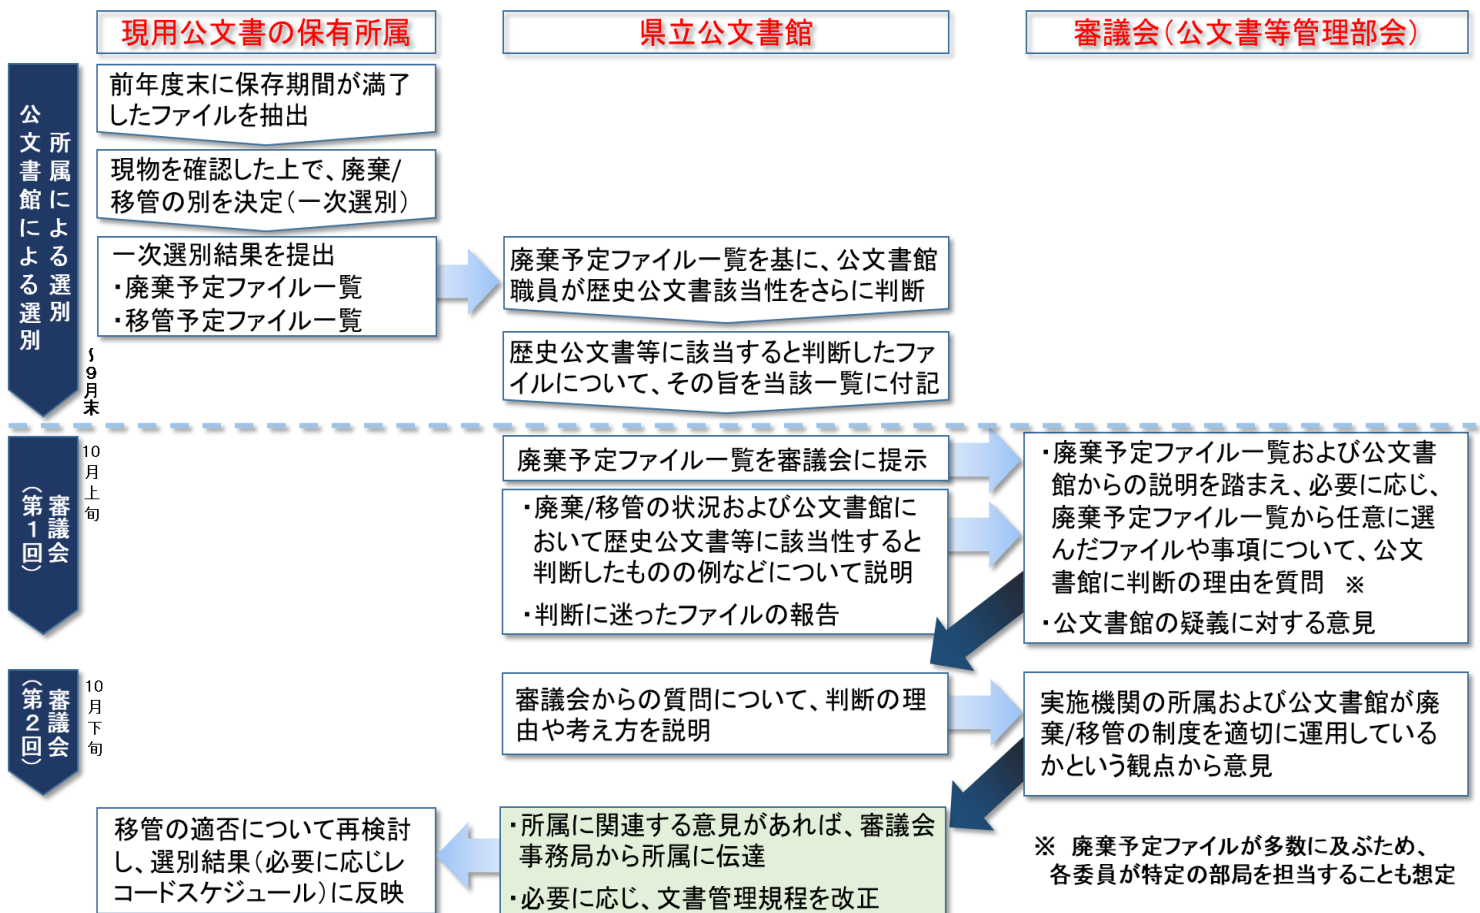 現用公文書の保有所属
県立公文書館
審議会(公文書等管理部会)
所属による選別
公文書館による選別
～9月末
前年度末に保存期間が満了
したファイルを抽出
現物を確認した上で、廃棄/
移管の別を決定(一次選別)
一次選別結果を提出
・廃棄予定ファイル一覧
・移管予定ファイル一覧
廃棄予定ファイル一覧を基に、公文書館
職員が歴史公文書該当性をさらに判断
歴史公文書等に該当すると判断したファ
イルについて、その旨を当該一覧に付記
審議会
(第1回)
10月上旬
廃棄予定ファイル一覧を審議会に提示
・廃棄/移管の状況および公文書館に
おいて歴史公文書等に該当性すると
判断したものの例などについて説明
・判断に迷ったファイルの報告
・廃棄予定ファイル一覧および公文書
館からの説明を踏まえ、必要に応じ、
廃棄予定ファイル一覧から任意に選
んだファイルや事項について、公文
書館に判断の理由を質問 ※
・公文書館の疑義に対する意見
審議会
(第2回)
10月下旬
審議会からの質問について、判断の理
由や考え方を説明
実施機関の所属および公文書館が廃
棄/移管の制度を適切に運用している
かという観点から意見
移管の適否について再検討
し、選別結果(必要に応じレ
コードスケジュール)に反映
・所属に関連する意見があれば、審議会
事務局から所属に伝達
・必要に応じ、文書管理規程を改正
※ 廃棄予定ファイルが多数に及ぶため、
各委員が特定の部局を担当することも想定